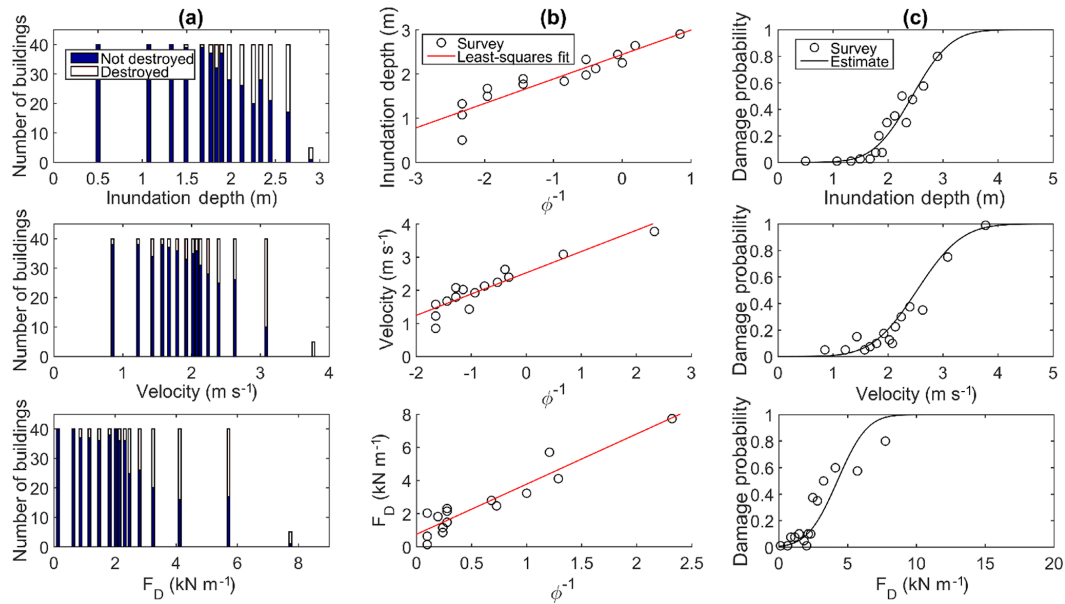 (a)
Number of buildings
40
30
20
10
0
Not destroyed
Destroyed
0.5 1 1.5 2 2.5 3
Inundation depth (m)
(b)
Inundation depth (m)
3
2
1
0
Survey
Least-squares fit
-3 -2 -1 0 1
ϕ-1
(c)
Damage probability
1
0.8
0.6
0.4
0.2
0
Survey
Estimate
0 1 2 3 4 5
Inundation depth (m)
Number of buildings
40
30
20
10
0
0 1 2 3 4
Velocity (m s-1)
Velocity (m s-1)
4
3
2
1
0
-2 -1 0 1 2 3
ϕ-1
Damage probability
1
0.8
0.6
0.4
0.2
0
0 1 2 3 4 5
Velocity (m s-1)
Number of buildings
40
30
20
10
0
0 2 4 6 8
FD (kN m-1)
FD (kN m-1)
8
6
4
2
0
0 0.5 1 1.5 2 2.5
ϕ-1
Damage probability
1
0.8
0.6
0.4
0.2
0
0 5 10 15 20
FD (kN m-1)